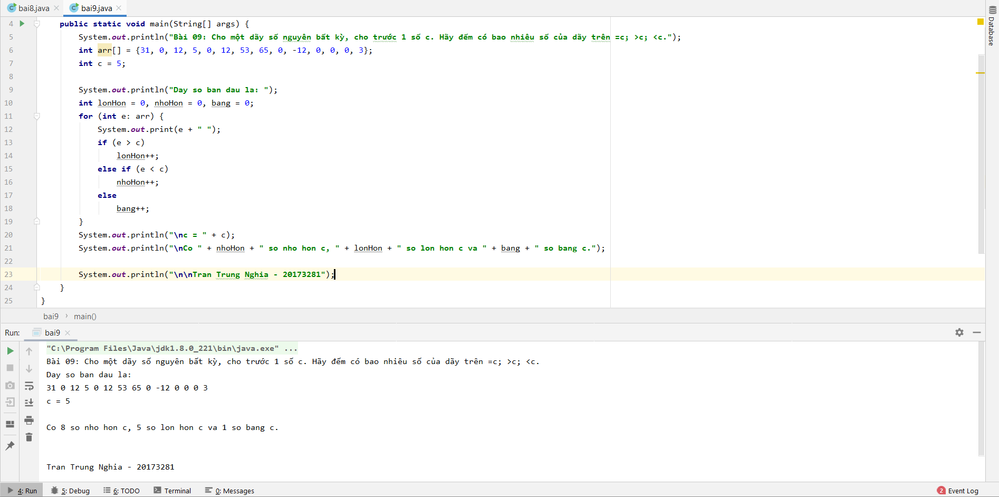 bai8.java bai9.java
4 public static void main(String[] args) {
5 System.out.println("Bài 09: Cho một dãy số nguyên bất kỳ, cho trước 1 số c. Hãy đếm có bao nhiêu số của dãy trên =c; >c; <c.");
6 int arr[] = {31, 0, 12, 5, 0, 12, 53, 65, 0, -12, 0, 0, 0, 3};
7 int c = 5;
8
9 System.out.println("Day so ban dau la: ");
10 int lonHon = 0, nhoHon = 0, bang = 0;
11 for (int e: arr) {
12 System.out.print(e + " ");
13 if (e > c)
14 lonHon++;
15 else if (e < c)
16 nhoHon++;
17 else
18 bang++;
19 }
20 System.out.println("\nc = " + c);
21 System.out.println("\nCo " + nhoHon + " so nho hon c, " + lonHon + " so lon hon c va " + bang + " so bang c.");
22
23 System.out.println("\n\nTran Trung Nghia - 20173281");
24 }
25 }
Database
bai9 › main()
Run: bai9
"C:\Program Files\Java\jdk1.8.0_221\bin\java.exe" ...
Bài 09: Cho một dãy số nguyên bất kỳ, cho trước 1 số c. Hãy đếm có bao nhiêu số của dãy trên =c; >c; <c.
Day so ban dau la:
31 0 12 5 0 12 53 65 0 -12 0 0 0 3
c = 5
Co 8 so nho hon c, 5 so lon hon c va 1 so bang c.
Tran Trung Nghia - 20173281
4: Run 5: Debug 6: TODO Terminal 0: Messages 2 Event Log